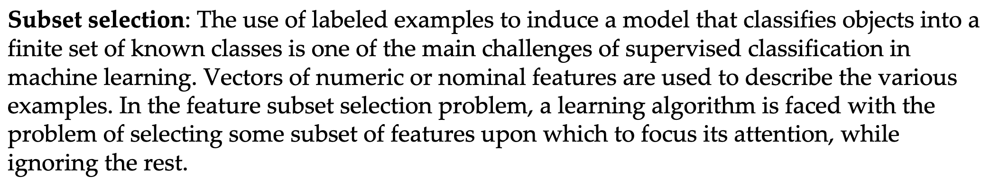 Subset selection: The use of labeled examples to induce a model that classifies objects into a
finite set of known classes is one of the main challenges of supervised classification in
machine learning. Vectors of numeric or nominal features are used to describe the various
examples. In the feature subset selection problem, a learning algorithm is faced with the
problem of selecting some subset of features upon which to focus its attention, while
ignoring the rest.